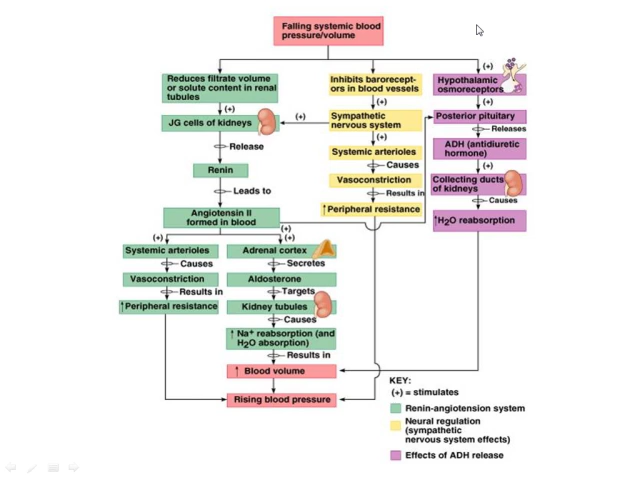 Falling systemic blood
pressure/volume
(+)
Reduces filtrate volume
or solute content in renal
tubules
Inhibits barorecept-
ors in blood vessels
Hypothalamic
osmoreceptors
(+)
(+)
(+)
JG cells of kidneys
(+)
Sympathetic
nervous system
Posterior pituitary
Releases
(+)
Release
Systemic arterioles
ADH (antidiuretic
hormone)
Causes
(+)
Renin
Vasoconstriction
Collecting ducts
of kidneys
Leads to
Results in
Causes
Angiotensin II
formed in blood
↑Peripheral resistance
↑H2O reabsorption
(+)
(+)
(+)
Systemic arterioles
Adrenal cortex
Causes
Secretes
Vasoconstriction
Aldosterone
Results in
Targets
↑Peripheral resistance
Kidney tubules
Causes
↑ Na+ reabsorption (and
H2O absorption)
Results in
↑ Blood volume
Rising blood pressure
KEY:
(+) = stimulates
Renin-angiotension system
Neural regulation
(sympathetic
nervous system effects)
Effects of ADH release